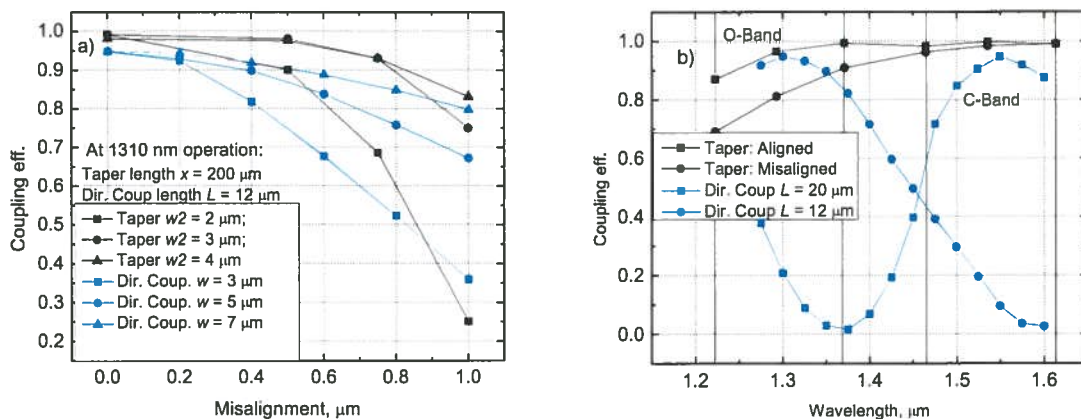 a)
1.0
0.9
0.8
0.7
0.6
0.5
0.4
0.3
0.2
Coupling eff.
At 1310 nm operation:
Taper length x = 200 µm
Dir. Coup length L = 12 µm
Taper w2 = 2 µm;
Taper w2 = 3 µm;
Taper w2 = 4 µm
Dir. Coup. w = 3 µm
Dir. Coup. w = 5 µm
Dir. Coup. w = 7 µm
0.0 0.2 0.4 0.6 0.8 1.0
Misalignment, µm
b)
O-Band
C-Band
1.0
0.8
0.6
0.4
0.2
0.0
Coupling eff.
Taper: Aligned
Taper: Misaligned
Dir. Coup L = 20 µm
Dir. Coup L = 12 µm
1.2 1.3 1.4 1.5 1.6
Wavelength, µm